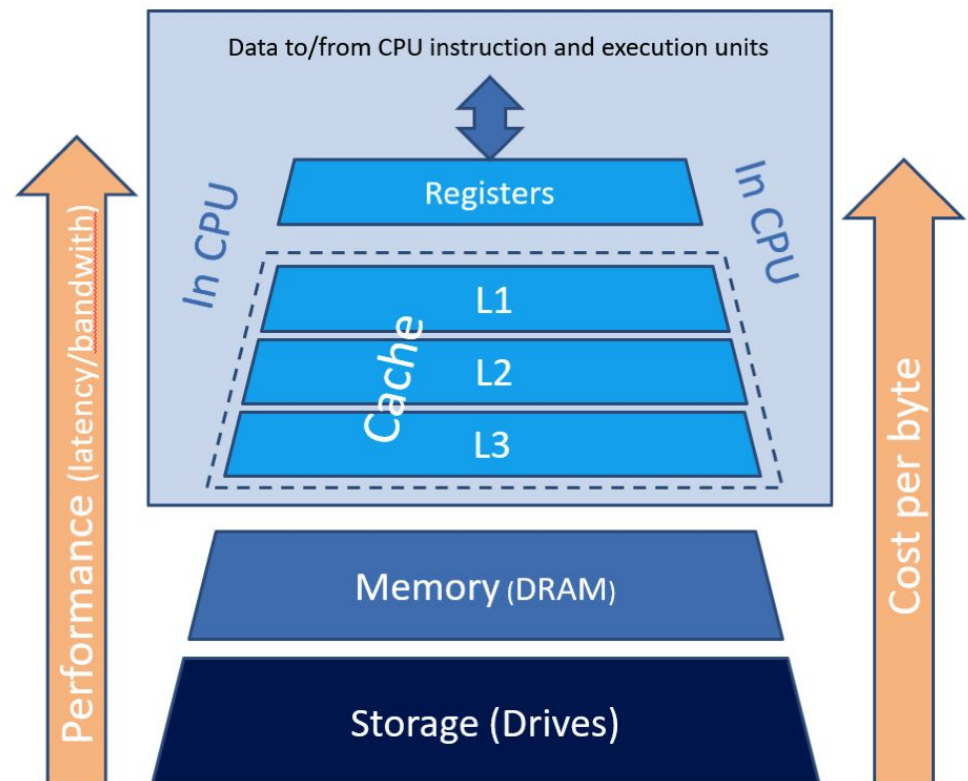 Data to/from CPU instruction and execution units
In CPU
Registers
In CPU
Cache
L1
L2
L3
Memory (DRAM)
Storage (Drives)
Performance (latency/bandwith)
Cost per byte